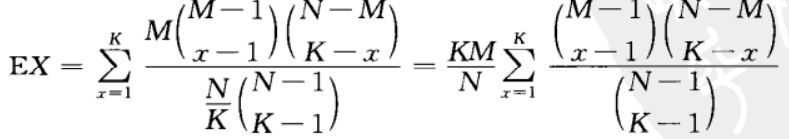 $$\mathrm{E}X = \sum_{x=1}^{K} \frac{M\binom{M-1}{x-1}\binom{N-M}{K-x}}{\frac{N}{K}\binom{N-1}{K-1}} = \frac{KM}{N} \sum_{x=1}^{K} \frac{\binom{M-1}{x-1}\binom{N-M}{K-x}}{\binom{N-1}{K-1}}$$